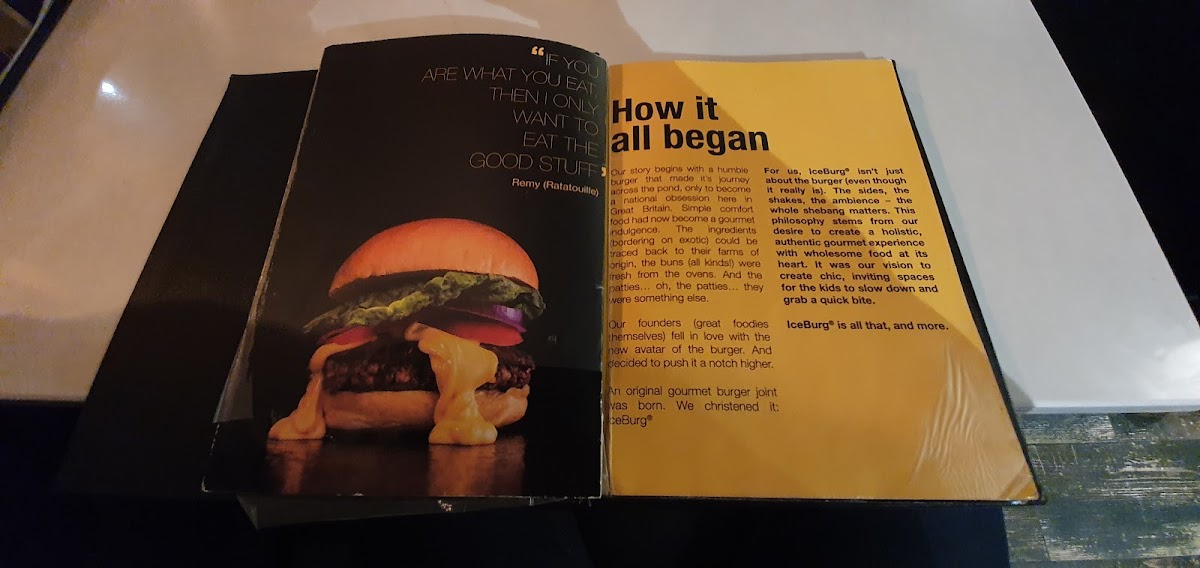 “IF YOU
ARE WHAT YOU EAT,
THEN I ONLY
WANT TO
EAT THE
GOOD STUFF”
Remy (Ratatouille)
How it
all began
Our story begins with a humble
burger that made it's journey
across the pond, only to become
a national obsession here in
Great Britain. Simple comfort
food had now become a gourmet
indulgence. The ingredients
(bordering on exotic) could be
traced back to their farms of
origin, the buns (all kinds!) were
fresh from the ovens. And the
patties... oh, the patties... they
were something else.
Our founders (great foodies
themselves) fell in love with the
new avatar of the burger. And
decided to push it a notch higher.
An original gourmet burger joint
was born. We christened it:
IceBurg®
For us, IceBurg® isn't just
about the burger (even though
it really is). The sides, the
shakes, the ambience – the
whole shebang matters. This
philosophy stems from our
desire to create a holistic,
authentic gourmet experience
with wholesome food at its
heart. It was our vision to
create chic, inviting spaces
for the kids to slow down and
grab a quick bite.
IceBurg® is all that, and more.